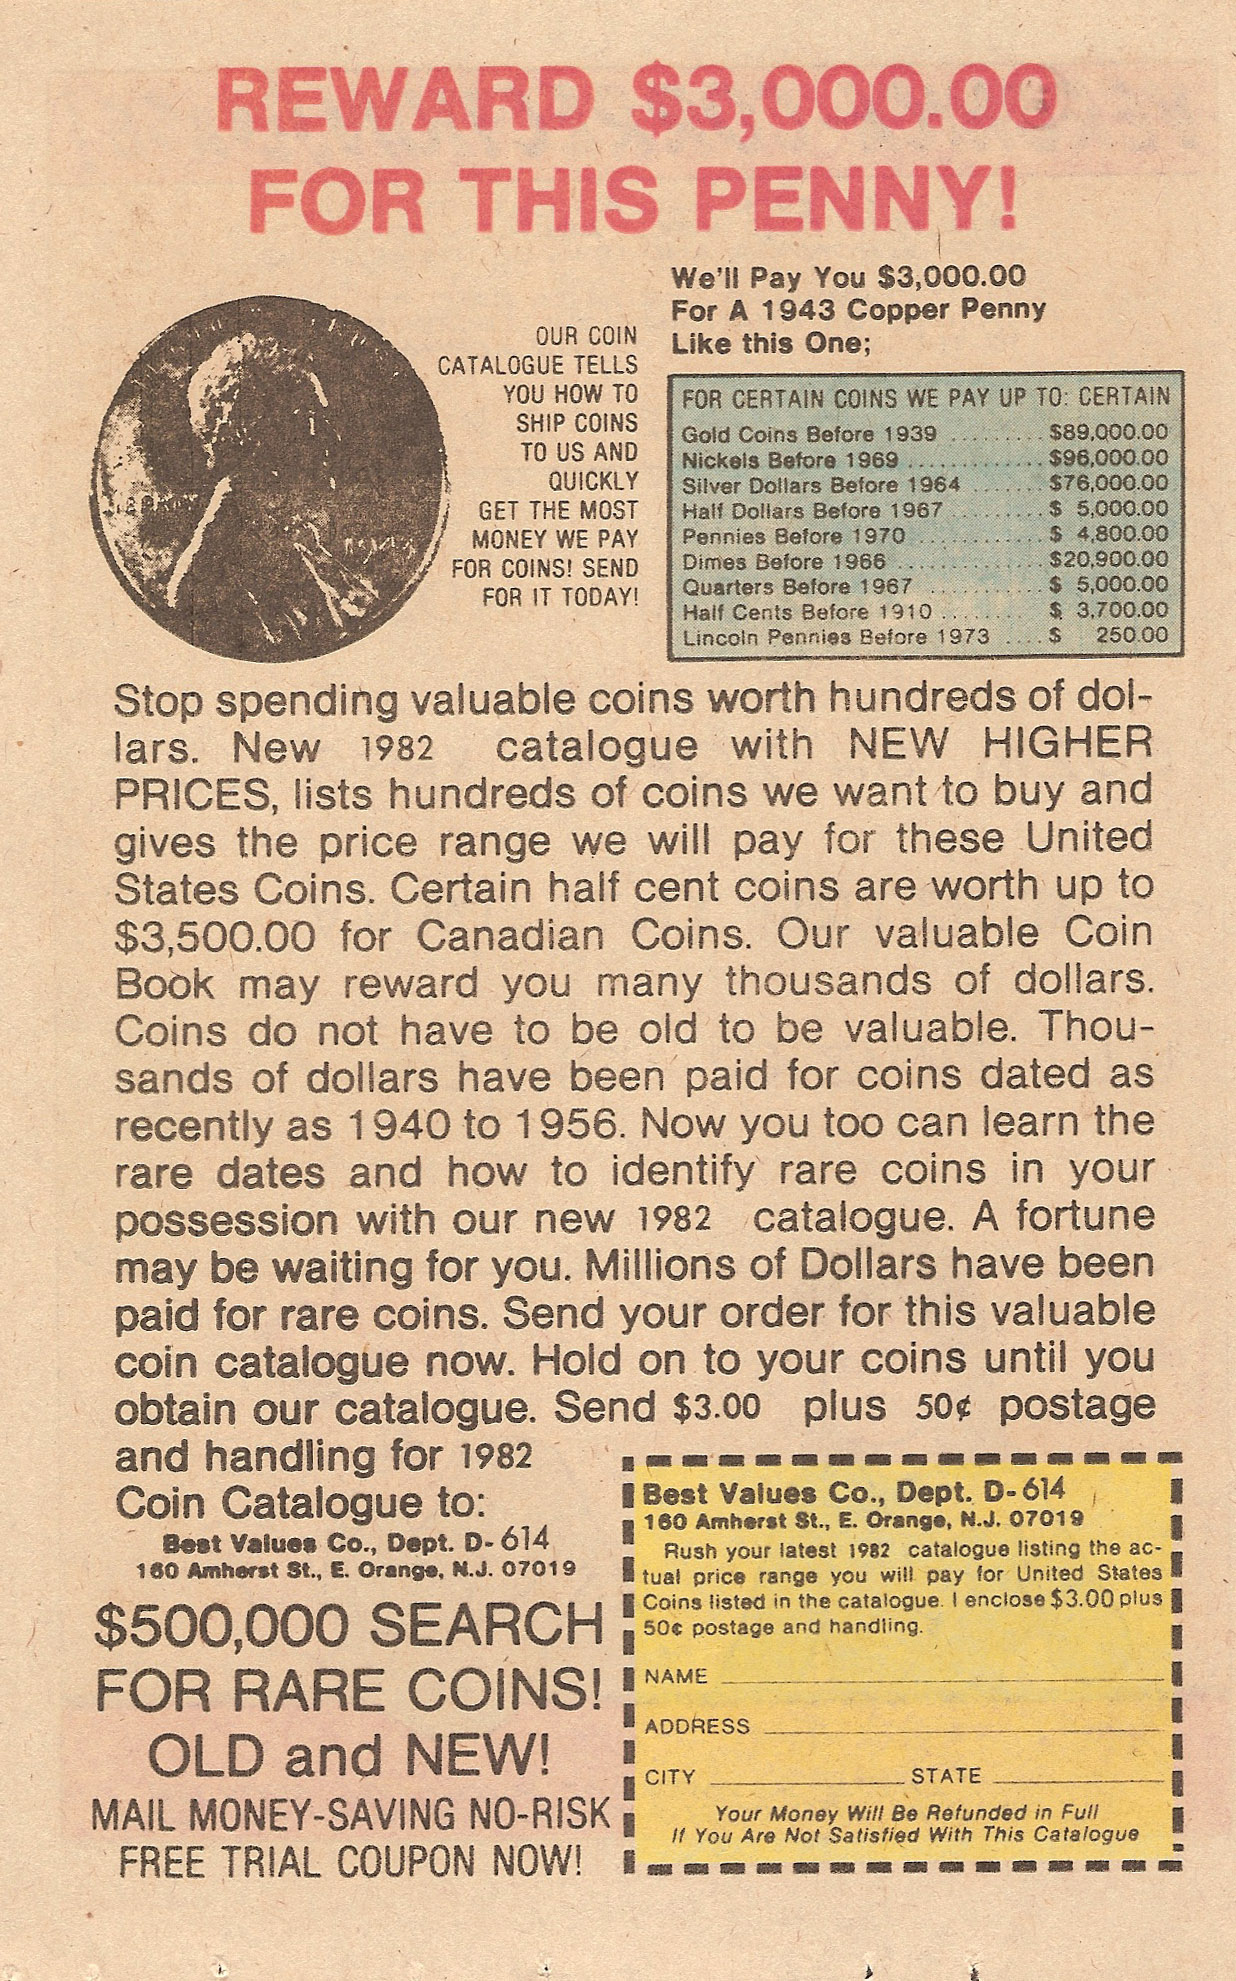 REWARD $3,000.00
FOR THIS PENNY!
We'll Pay You $3,000.00
For A 1943 Copper Penny
Like this One;
OUR COIN
CATALOGUE TELLS
YOU HOW TO
SHIP COINS
TO US AND
QUICKLY
GET THE MOST
MONEY WE PAY
FOR COINS! SEND
FOR IT TODAY!
FOR CERTAIN COINS WE PAY UP TO: CERTAIN
Gold Coins Before 1939 ......... $89,000.00
Nickels Before 1969 ............. $96,000.00
Silver Dollars Before 1964 ....... $76,000.00
Half Dollars Before 1967 ......... $ 5,000.00
Pennies Before 1970 ............ $ 4,800.00
Dimes Before 1966 .............. $20,900.00
Quarters Before 1967 ........... $ 5,000.00
Half Cents Before 1910 .......... $ 3,700.00
Lincoln Pennies Before 1973 .... $ 250.00
Stop spending valuable coins worth hundreds of dol-
lars. New 1982 catalogue with NEW HIGHER
PRICES, lists hundreds of coins we want to buy and
gives the price range we will pay for these United
States Coins. Certain half cent coins are worth up to
$3,500.00 for Canadian Coins. Our valuable Coin
Book may reward you many thousands of dollars.
Coins do not have to be old to be valuable. Thou-
sands of dollars have been paid for coins dated as
recently as 1940 to 1956. Now you too can learn the
rare dates and how to identify rare coins in your
possession with our new 1982 catalogue. A fortune
may be waiting for you. Millions of Dollars have been
paid for rare coins. Send your order for this valuable
coin catalogue now. Hold on to your coins until you
obtain our catalogue. Send $3.00 plus 50¢ postage
and handling for 1982
Coin Catalogue to:
Best Values Co., Dept. D-614
160 Amherst St., E. Orange, N.J. 07019
$500,000 SEARCH
FOR RARE COINS!
OLD and NEW!
MAIL MONEY-SAVING NO-RISK
FREE TRIAL COUPON NOW!
Best Values Co., Dept. D-614
160 Amherst St., E. Orange, N.J. 07019
Rush your latest 1982 catalogue listing the ac-
tual price range you will pay for United States
Coins listed in the catalogue. I enclose $3.00 plus
50¢ postage and handling.
NAME
ADDRESS
CITY STATE
Your Money Will Be Refunded in Full
If You Are Not Satisfied With This Catalogue